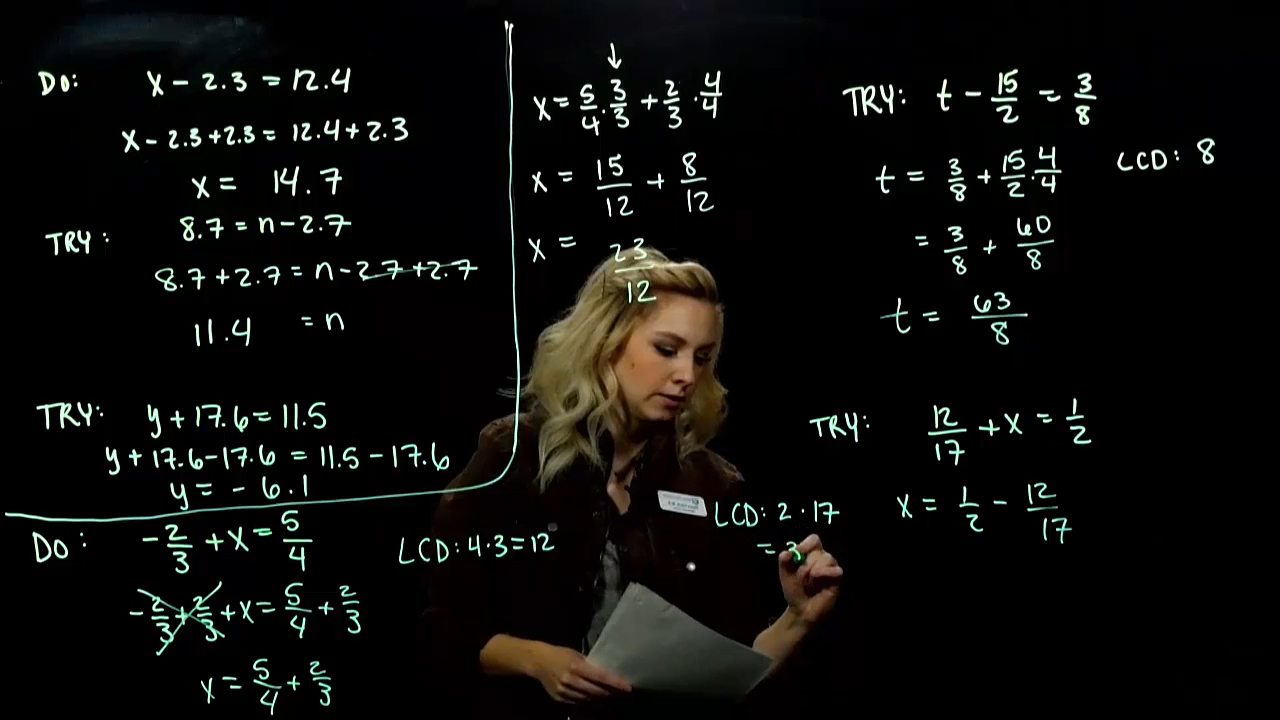 DO: x - 2.3 = 12.4
x - 2.3 + 2.3 = 12.4 + 2.3
x = 14.7
TRY: 8.7 = n - 2.7
8.7 + 2.7 = n - 2.7 + 2.7
11.4 = n
TRY: y + 17.6 = 11.5
y + 17.6 - 17.6 = 11.5 - 17.6
y = - 6.1
DO: -2/3 + x = 5/4
LCD: 4·3 = 12
-2/3 + 2/3 + x = 5/4 + 2/3
x = 5/4 + 2/3
↓
x = 5/4 · 3/3 + 2/3 · 4/4
x = 15/12 + 8/12
x = 23/12
TRY: t - 15/2 = 3/8
LCD: 8
t = 3/8 + 15/2 · 4/4
= 3/8 + 60/8
t = 63/8
TRY: 12/17 + x = 1/2
LCD: 2 · 17
= 3
x = 1/2 - 12/17